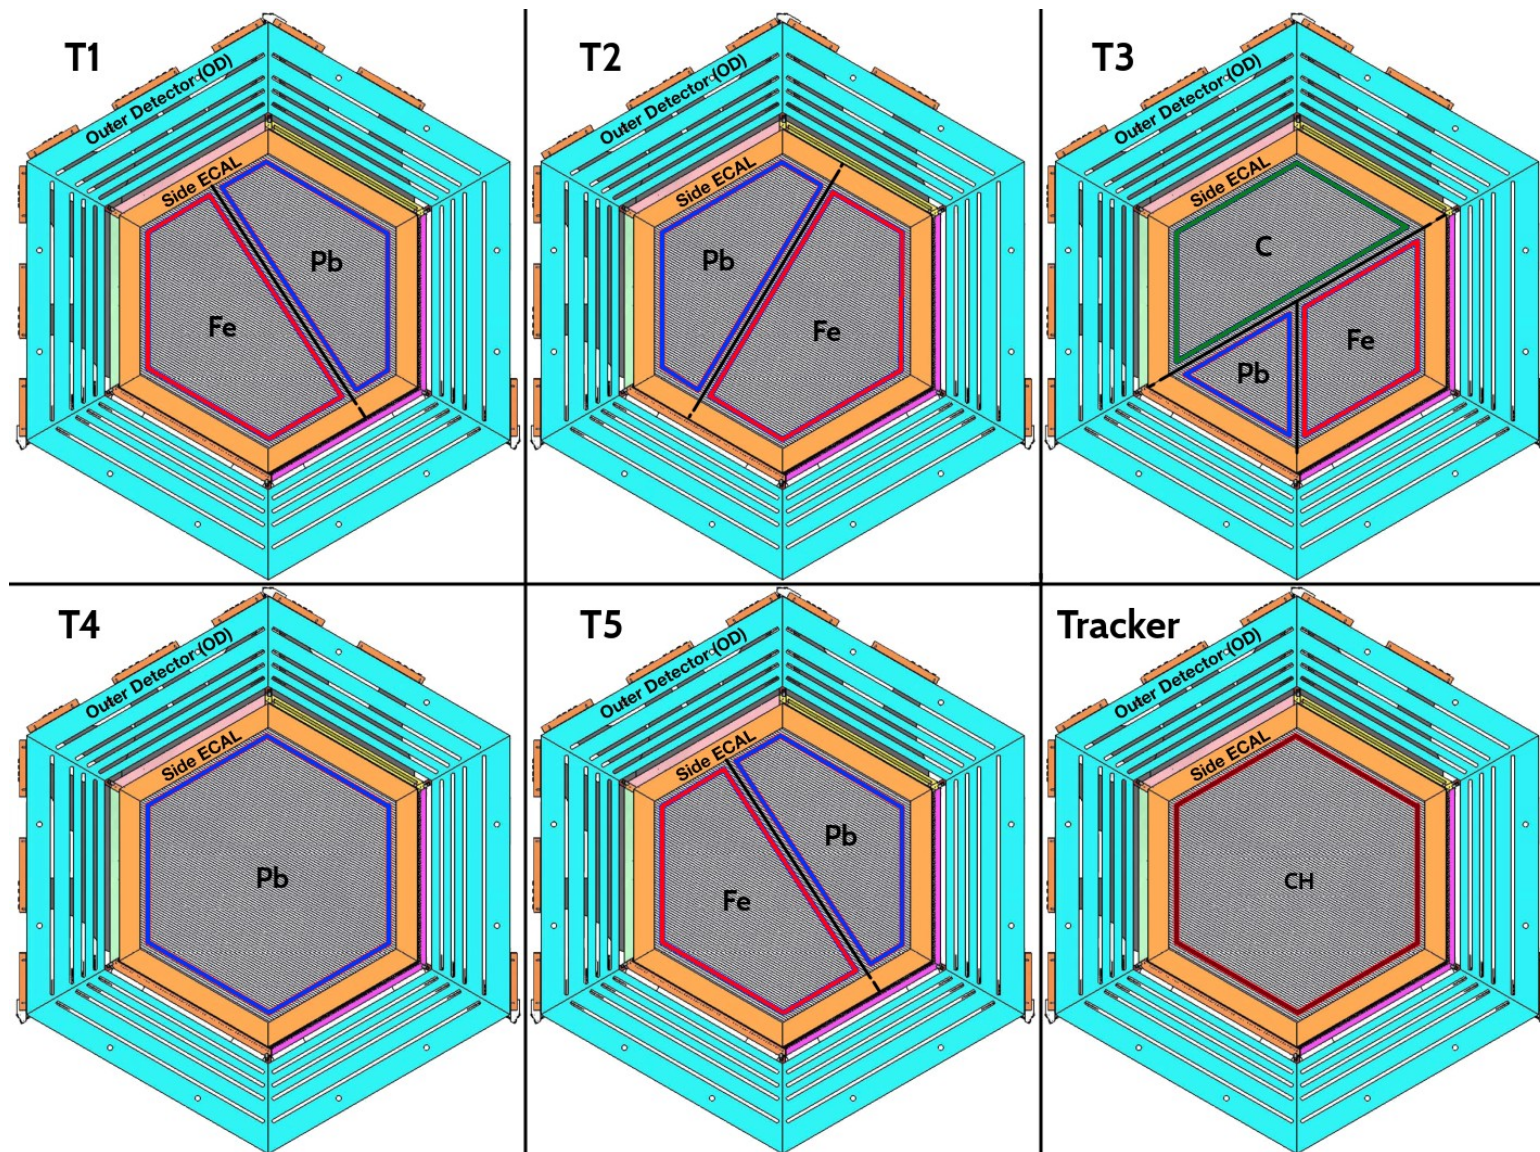 T1
Outer Detector (OD)
Side ECAL
Pb
Fe
T2
Outer Detector (OD)
Side ECAL
Pb
Fe
T3
Outer Detector (OD)
Side ECAL
C
Fe
Pb
T4
Outer Detector (OD)
Side ECAL
Pb
T5
Outer Detector (OD)
Side ECAL
Pb
Fe
Tracker
Outer Detector (OD)
Side ECAL
CH